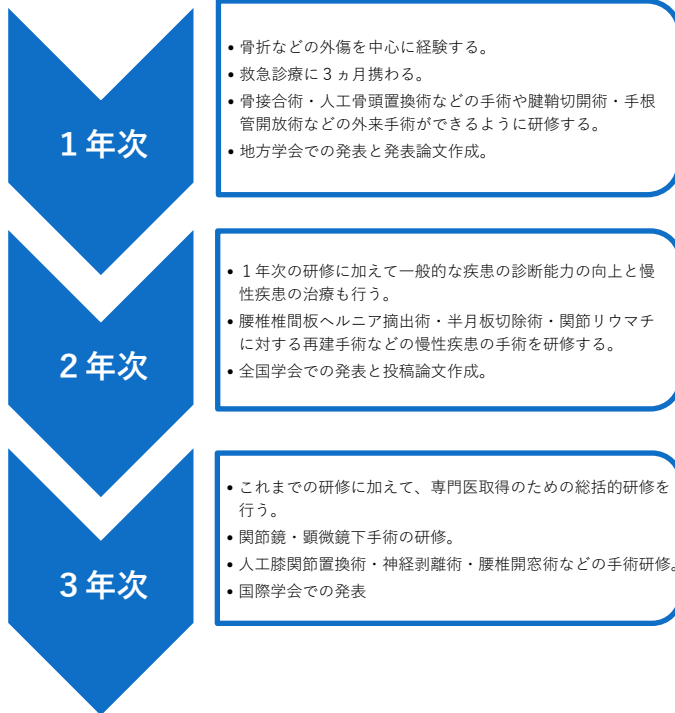 1年次
• 骨折などの外傷を中心に経験する。
• 救急診療に３ヵ月携わる。
• 骨接合術・人工骨頭置換術などの手術や腱鞘切開術・手根
管開放術などの外来手術ができるように研修する。
• 地方学会での発表と発表論文作成。
2年次
• １年次の研修に加えて一般的な疾患の診断能力の向上と慢
性疾患の治療も行う。
• 腰椎椎間板ヘルニア摘出術・半月板切除術・関節リウマチ
に対する再建手術などの慢性疾患の手術を研修する。
• 全国学会での発表と投稿論文作成。
3年次
• これまでの研修に加えて、専門医取得のための総括的研修を
行う。
• 関節鏡・顕微鏡下手術の研修。
• 人工膝関節置換術・神経剥離術・腰椎開窓術などの手術研修。
• 国際学会での発表